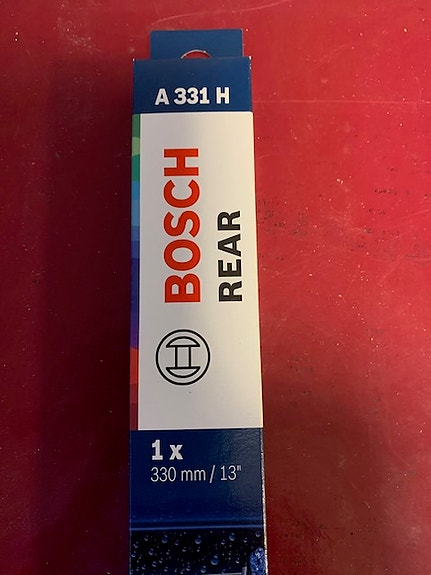 A 331 H
BOSCH
REAR
1 x
330 mm / 13"